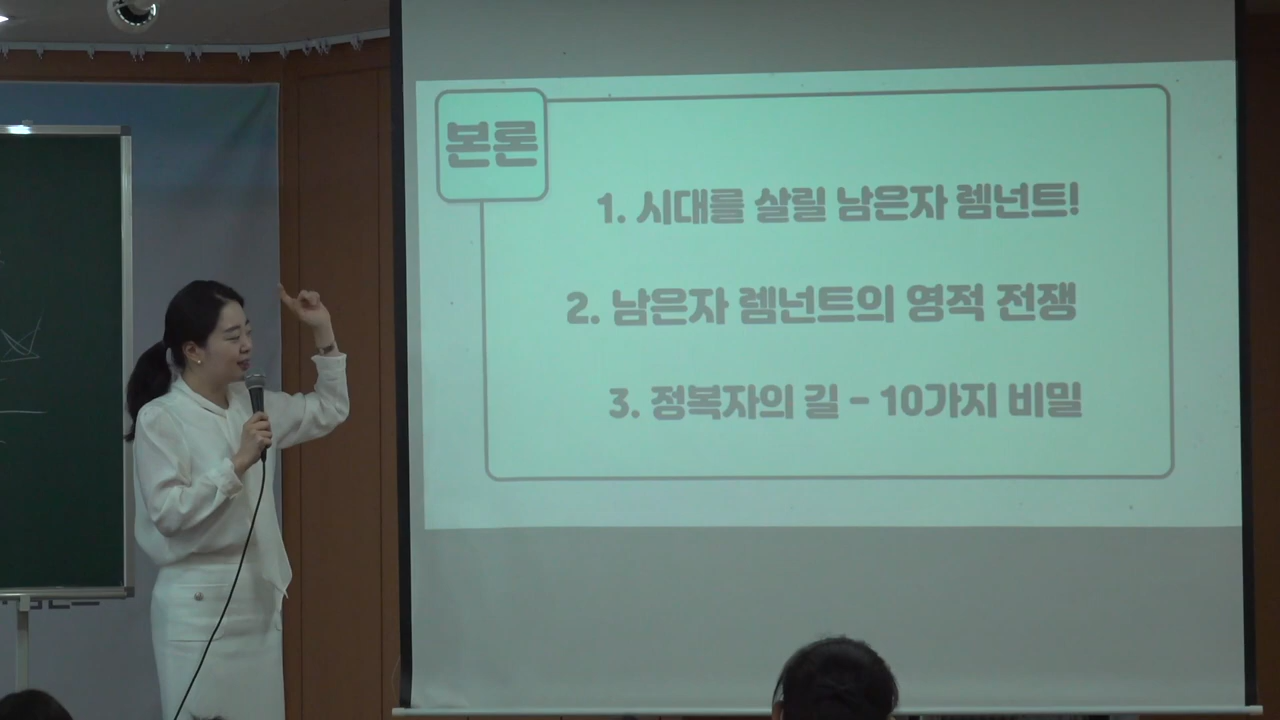 본론
1. 시대를 살릴 남은자 렘넌트!
2. 남은자 렘넌트의 영적 전쟁
3. 정복자의 길 - 10가지 비밀